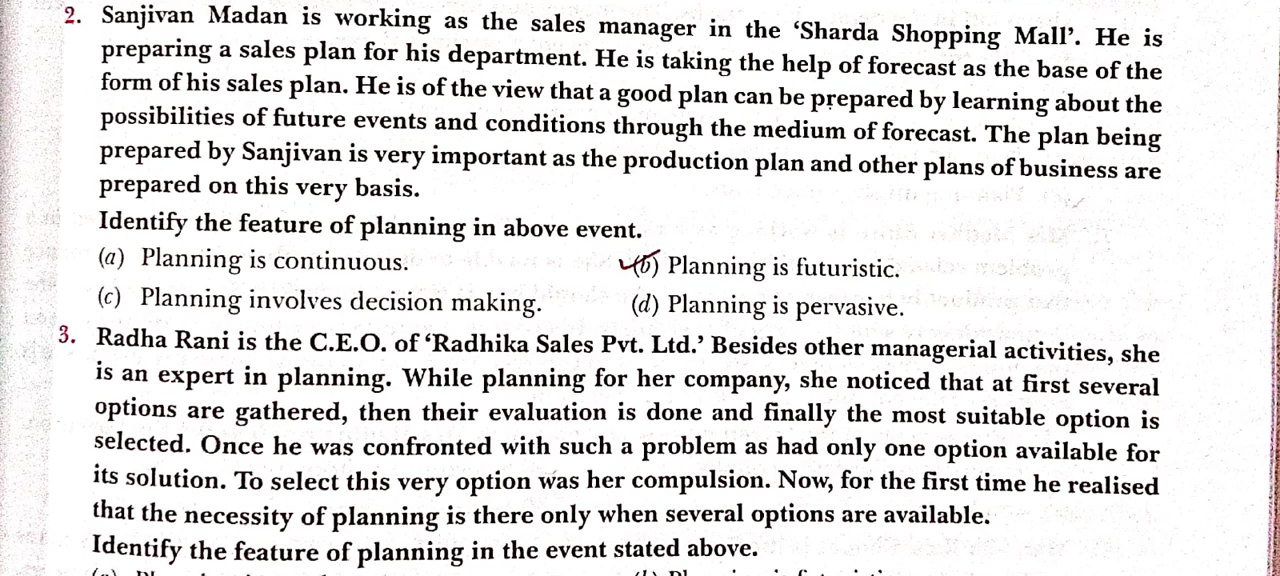 2. Sanjivan Madan is working as the sales manager in the ‘Sharda Shopping Mall’. He is
preparing a sales plan for his department. He is taking the help of forecast as the base of the
form of his sales plan. He is of the view that a good plan can be prepared by learning about the
possibilities of future events and conditions through the medium of forecast. The plan being
prepared by Sanjivan is very important as the production plan and other plans of business are
prepared on this very basis.
Identify the feature of planning in above event.
(a) Planning is continuous. (b) Planning is futuristic.
(c) Planning involves decision making. (d) Planning is pervasive.
3. Radha Rani is the C.E.O. of ‘Radhika Sales Pvt. Ltd.’ Besides other managerial activities, she
is an expert in planning. While planning for her company, she noticed that at first several
options are gathered, then their evaluation is done and finally the most suitable option is
selected. Once he was confronted with such a problem as had only one option available for
its solution. To select this very option was her compulsion. Now, for the first time he realised
that the necessity of planning is there only when several options are available.
Identify the feature of planning in the event stated above.